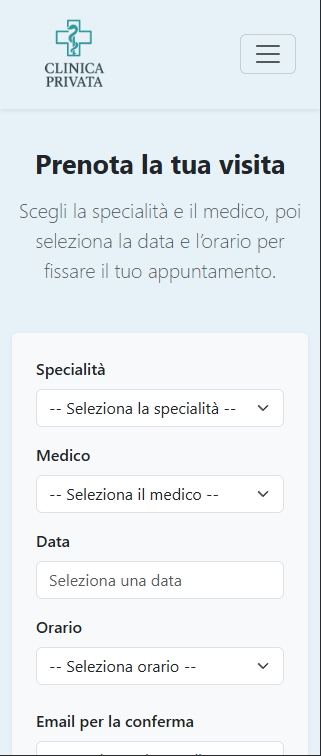 CLINICA
PRIVATA
Prenota la tua visita
Scegli la specialità e il medico, poi
seleziona la data e l’orario per
fissare il tuo appuntamento.
Specialità
-- Seleziona la specialità --
Medico
-- Seleziona il medico --
Data
Seleziona una data
Orario
-- Seleziona orario --
Email per la conferma